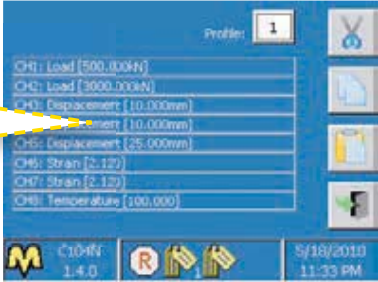 Profile: 1
CH1: Load [500.000kN]
CH2: Load [3000.000kN]
CH3: Displacement [10.000mm]
[10.000mm]
CH5: Displacement [25.000mm]
CH6: Strain [2.12?]
CH7: Strain [2.12?]
CH8: Temperature [100.000]
C104N
1.4.0
R
1
5/18/2010
11:33 PM